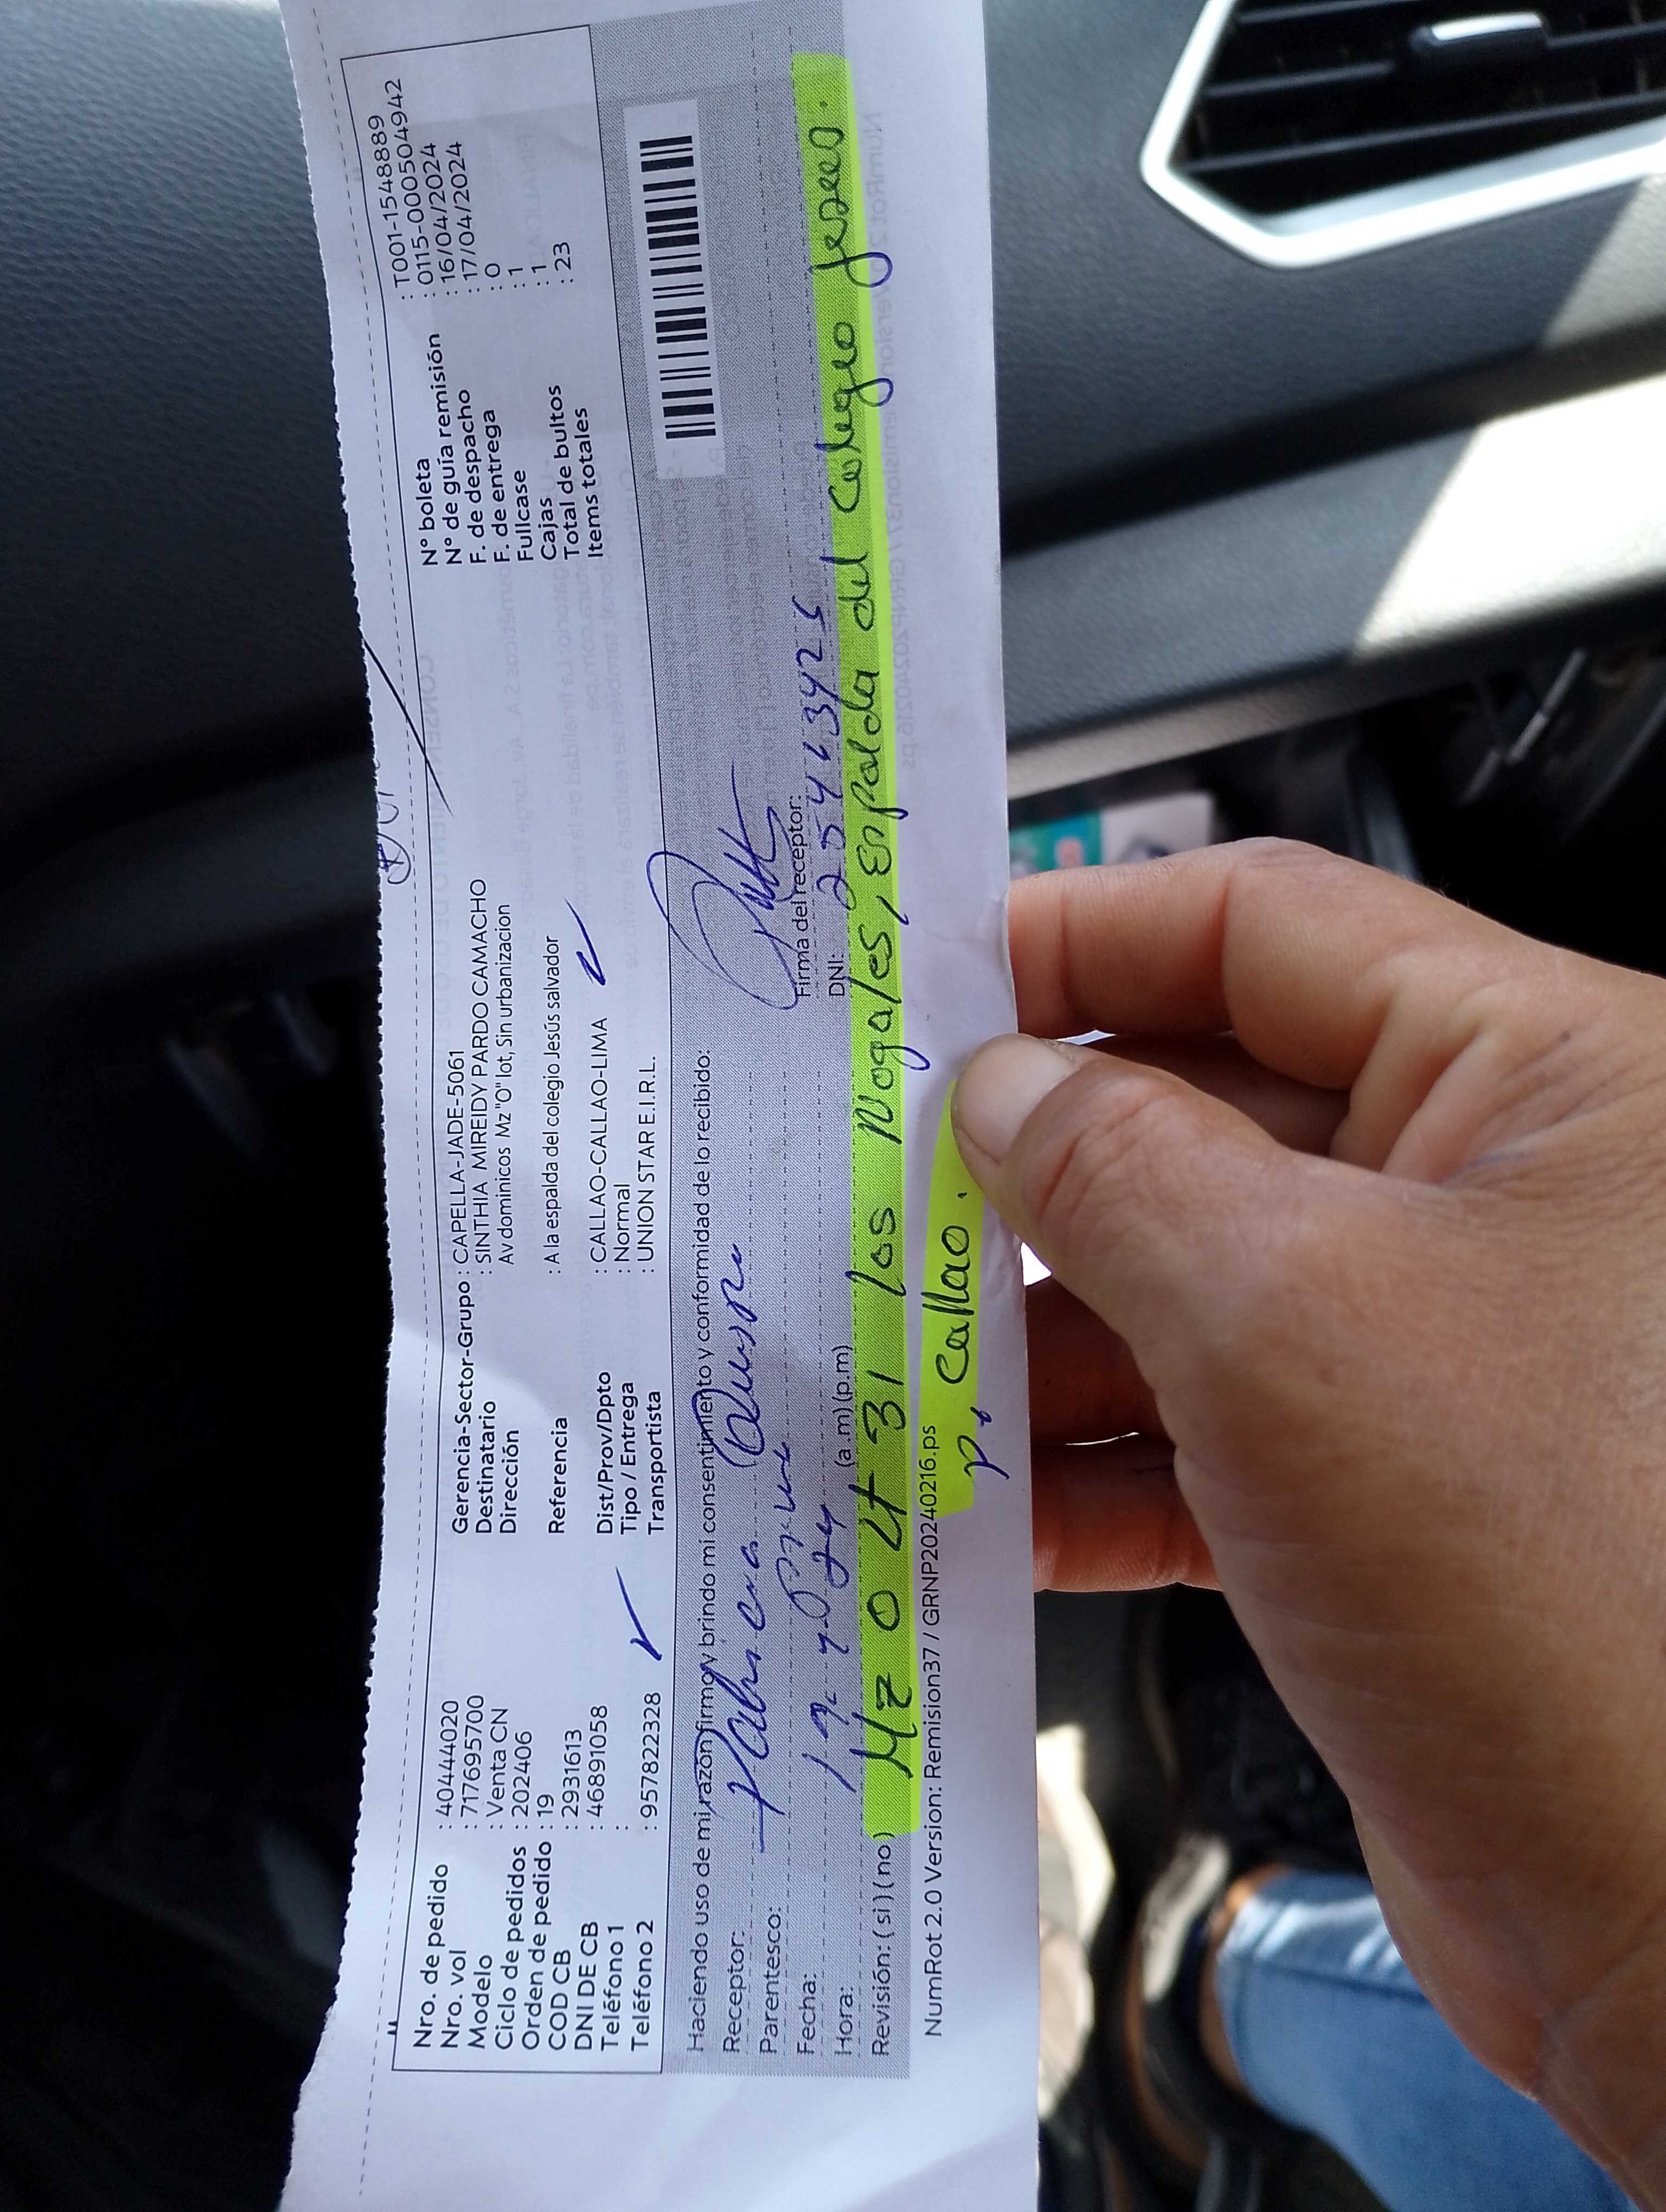 Nro. de pedido : 40444020
Nro. vol : 717695700
Modelo : Venta CN
Ciclo de pedidos : 202406
Orden de pedido : 19
COD CB : 2931613
DNI DE CB : 46891058
Teléfono 1 :
Teléfono 2 : 957822328
Gerencia-Sector-Grupo : CAPELLA-JADE-5061
Destinatario : SINTHIA MIREIDY PARDO CAMACHO
Dirección Av dominicos Mz "O" lot, Sin urbanizacion
Referencia : A la espalda del colegio Jesús salvador
Dist/Prov/Dpto : CALLAO-CALLAO-LIMA
Tipo / Entrega : Normal
Transportista : UNION STAR E.I.R.L.
N° boleta : T001-1548889
N° de guía remisión : 0115-0005504942
F. de despacho : 16/04/2024
F. de entrega : 17/04/2024
Fullcase : 0
Cajas : 1
Total de bultos : 1
Items totales : 23
Haciendo uso de mi razón firmo y brindo mi consentimiento y conformidad de lo recibido:
Receptor:
Parentesco:
Fecha:
Hora: (a.m) (p.m)
Firma del receptor:
DNI:
Revisión: ( si ) ( no ) Mz O Lt 31 los Nogales, Espalda del Colegio
Callao.
NumRot 2.0 Version: Remision37 / GRNP20240216.ps